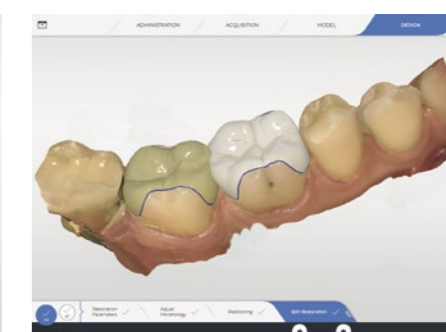 ADMINISTRATION
ACQUISITION
MODEL
DESIGN
Restoration
Parameters
Adjust
Morphology
Positioning
Edit Restoration